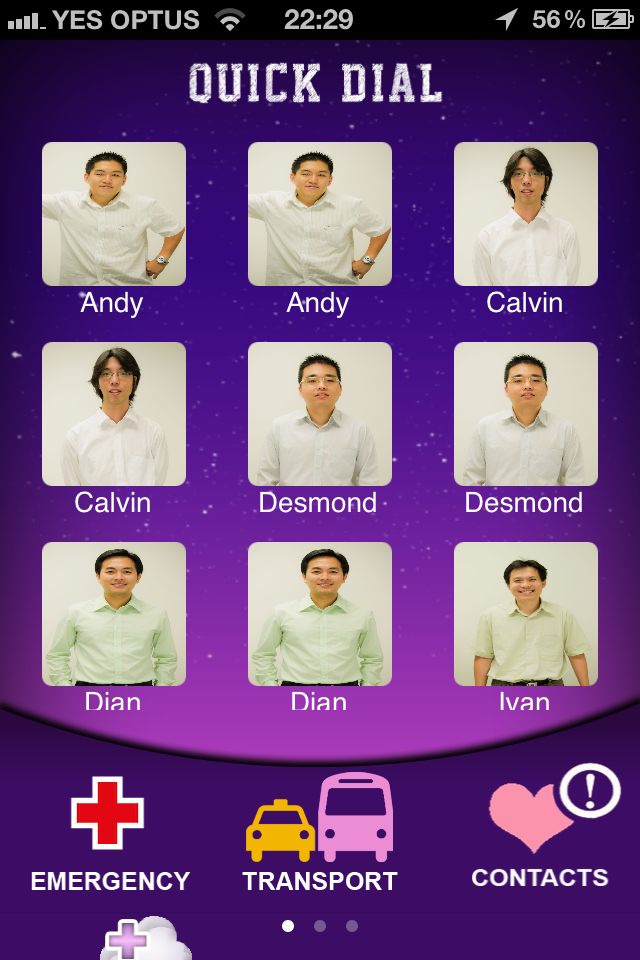 YES OPTUS 22:29 56%
QUICK DIAL
Andy Andy Calvin
Calvin Desmond Desmond
Dian Dian Ivan
EMERGENCY TRANSPORT CONTACTS